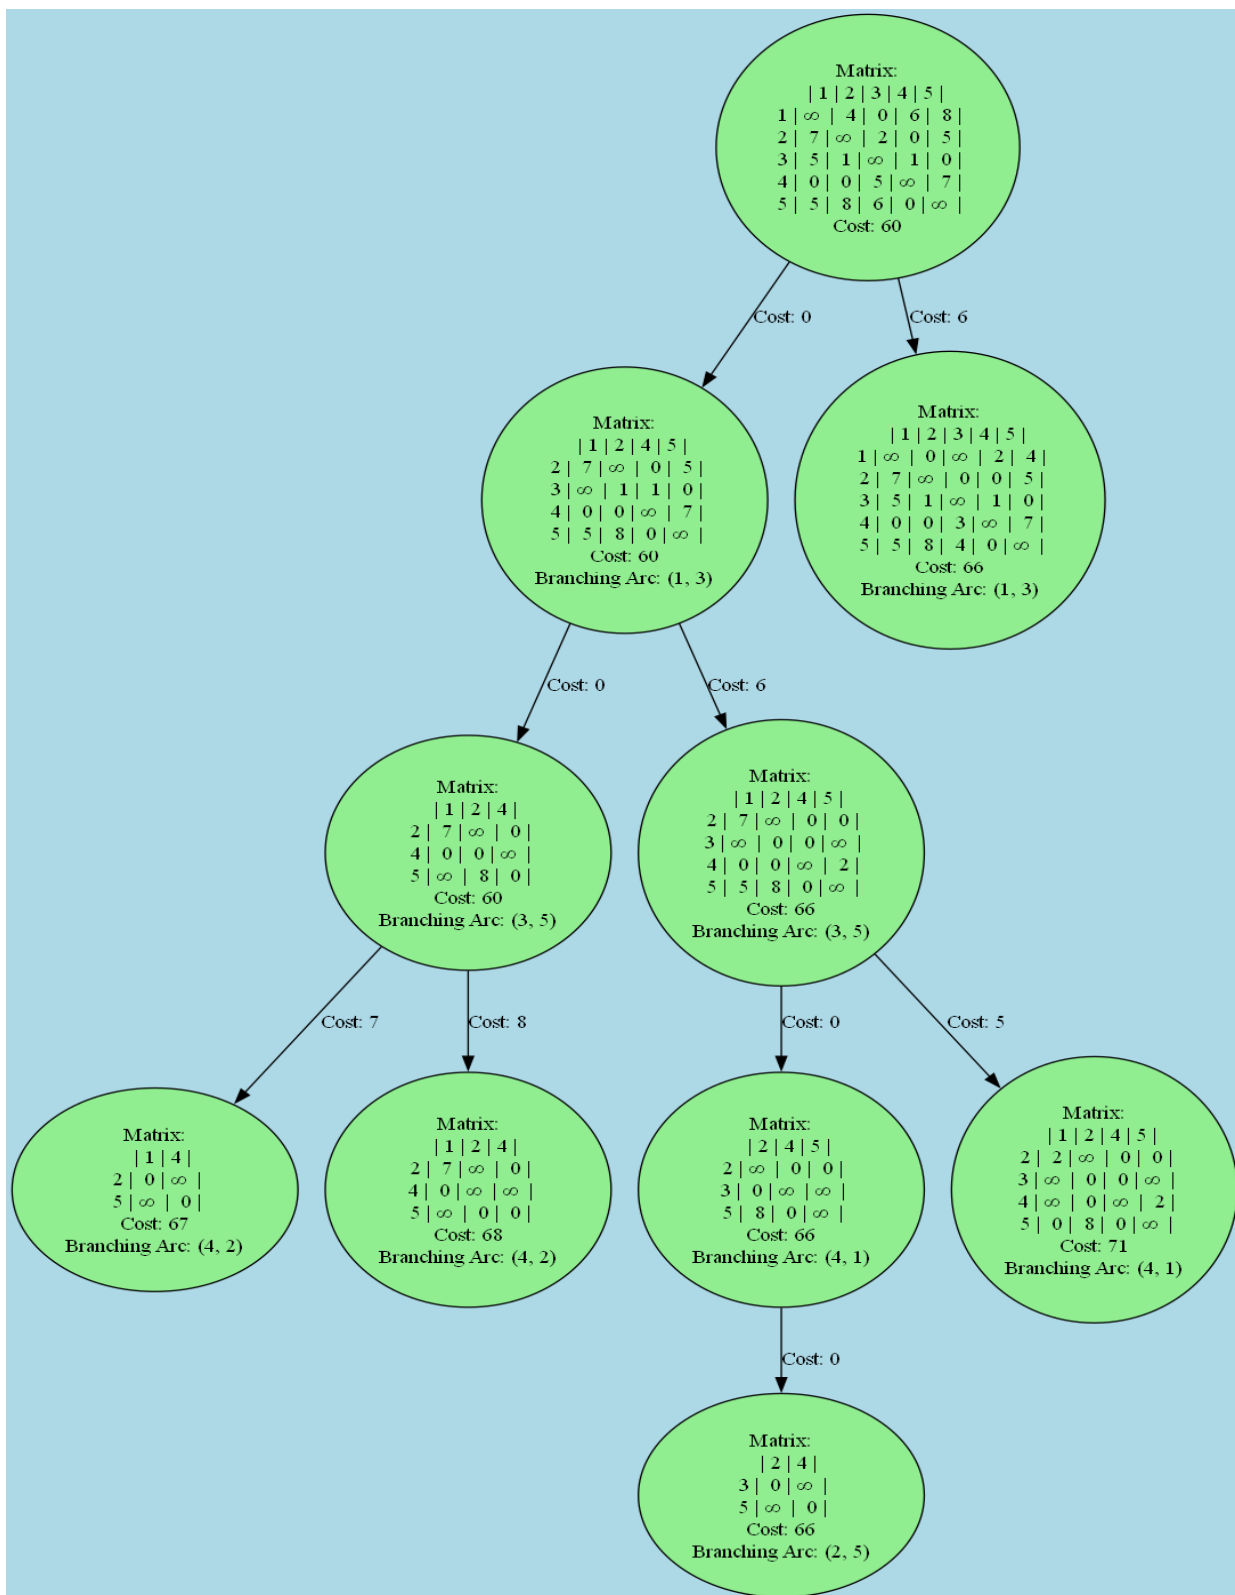 Matrix:
| 1 | 2 | 3 | 4 | 5 |
1 | ∞ | 4 | 0 | 6 | 8 |
2 | 7 | ∞ | 2 | 0 | 5 |
3 | 5 | 1 | ∞ | 1 | 0 |
4 | 0 | 0 | 5 | ∞ | 7 |
5 | 5 | 8 | 6 | 0 | ∞ |
Cost: 60
Cost: 0
Cost: 6
Matrix:
| 1 | 2 | 4 | 5 |
2 | 7 | ∞ | 0 | 5 |
3 | ∞ | 1 | 1 | 0 |
4 | 0 | 0 | ∞ | 7 |
5 | 5 | 8 | 0 | ∞ |
Cost: 60
Branching Arc: (1, 3)
Matrix:
| 1 | 2 | 3 | 4 | 5 |
1 | ∞ | 0 | ∞ | 2 | 4 |
2 | 7 | ∞ | 0 | 0 | 5 |
3 | 5 | 1 | ∞ | 1 | 0 |
4 | 0 | 0 | 3 | ∞ | 7 |
5 | 5 | 8 | 4 | 0 | ∞ |
Cost: 66
Branching Arc: (1, 3)
Cost: 0
Cost: 6
Matrix:
| 1 | 2 | 4 |
2 | 7 | ∞ | 0 |
4 | 0 | 0 | ∞ |
5 | ∞ | 8 | 0 |
Cost: 60
Branching Arc: (3, 5)
Matrix:
| 1 | 2 | 4 | 5 |
2 | 7 | ∞ | 0 | 0 |
3 | ∞ | 0 | 0 | ∞ |
4 | 0 | 0 | ∞ | 2 |
5 | 5 | 8 | 0 | ∞ |
Cost: 66
Branching Arc: (3, 5)
Cost: 7
Cost: 8
Cost: 0
Cost: 5
Matrix:
| 1 | 4 |
2 | 0 | ∞ |
5 | ∞ | 0 |
Cost: 67
Branching Arc: (4, 2)
Matrix:
| 1 | 2 | 4 |
2 | 7 | ∞ | 0 |
4 | 0 | ∞ | ∞ |
5 | ∞ | 0 | 0 |
Cost: 68
Branching Arc: (4, 2)
Matrix:
| 2 | 4 | 5 |
2 | ∞ | 0 | 0 |
3 | 0 | ∞ | ∞ |
5 | 8 | 0 | ∞ |
Cost: 66
Branching Arc: (4, 1)
Matrix:
| 1 | 2 | 4 | 5 |
2 | 2 | ∞ | 0 | 0 |
3 | ∞ | 0 | 0 | ∞ |
4 | ∞ | 0 | ∞ | 2 |
5 | 0 | 8 | 0 | ∞ |
Cost: 71
Branching Arc: (4, 1)
Cost: 0
Matrix:
| 2 | 4 |
3 | 0 | ∞ |
5 | ∞ | 0 |
Cost: 66
Branching Arc: (2, 5)